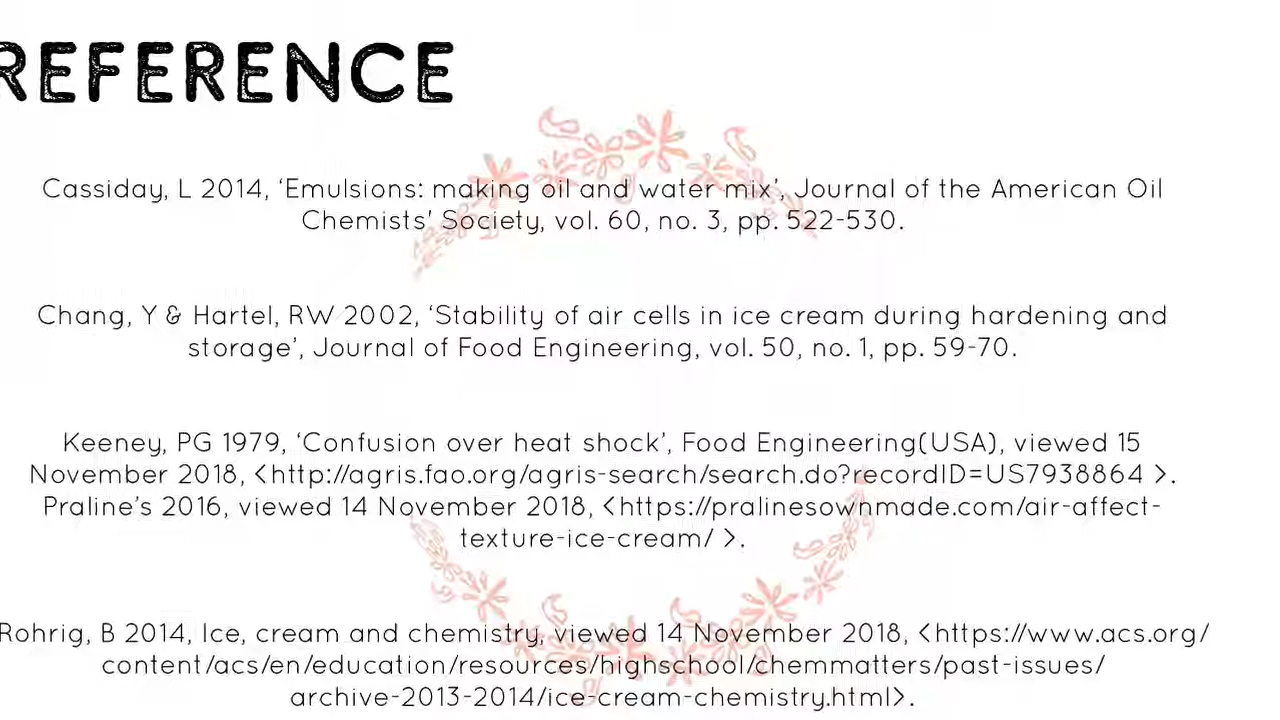 REFERENCE
Cassiday, L 2014, ‘Emulsions: making oil and water mix’, Journal of the American Oil
Chemists' Society, vol. 60, no. 3, pp. 522-530.
Chang, Y & Hartel, RW 2002, ‘Stability of air cells in ice cream during hardening and
storage’, Journal of Food Engineering, vol. 50, no. 1, pp. 59-70.
Keeney, PG 1979, ‘Confusion over heat shock’, Food Engineering(USA), viewed 15
November 2018, <http://agris.fao.org/agris-search/search.do?recordID=US7938864 >.
Praline’s 2016, viewed 14 November 2018, <https://pralinesownmade.com/air-affect-
texture-ice-cream/ >.
Rohrig, B 2014, Ice, cream and chemistry, viewed 14 November 2018, <https://www.acs.org/
content/acs/en/education/resources/highschool/chemmatters/past-issues/
archive-2013-2014/ice-cream-chemistry.html>.